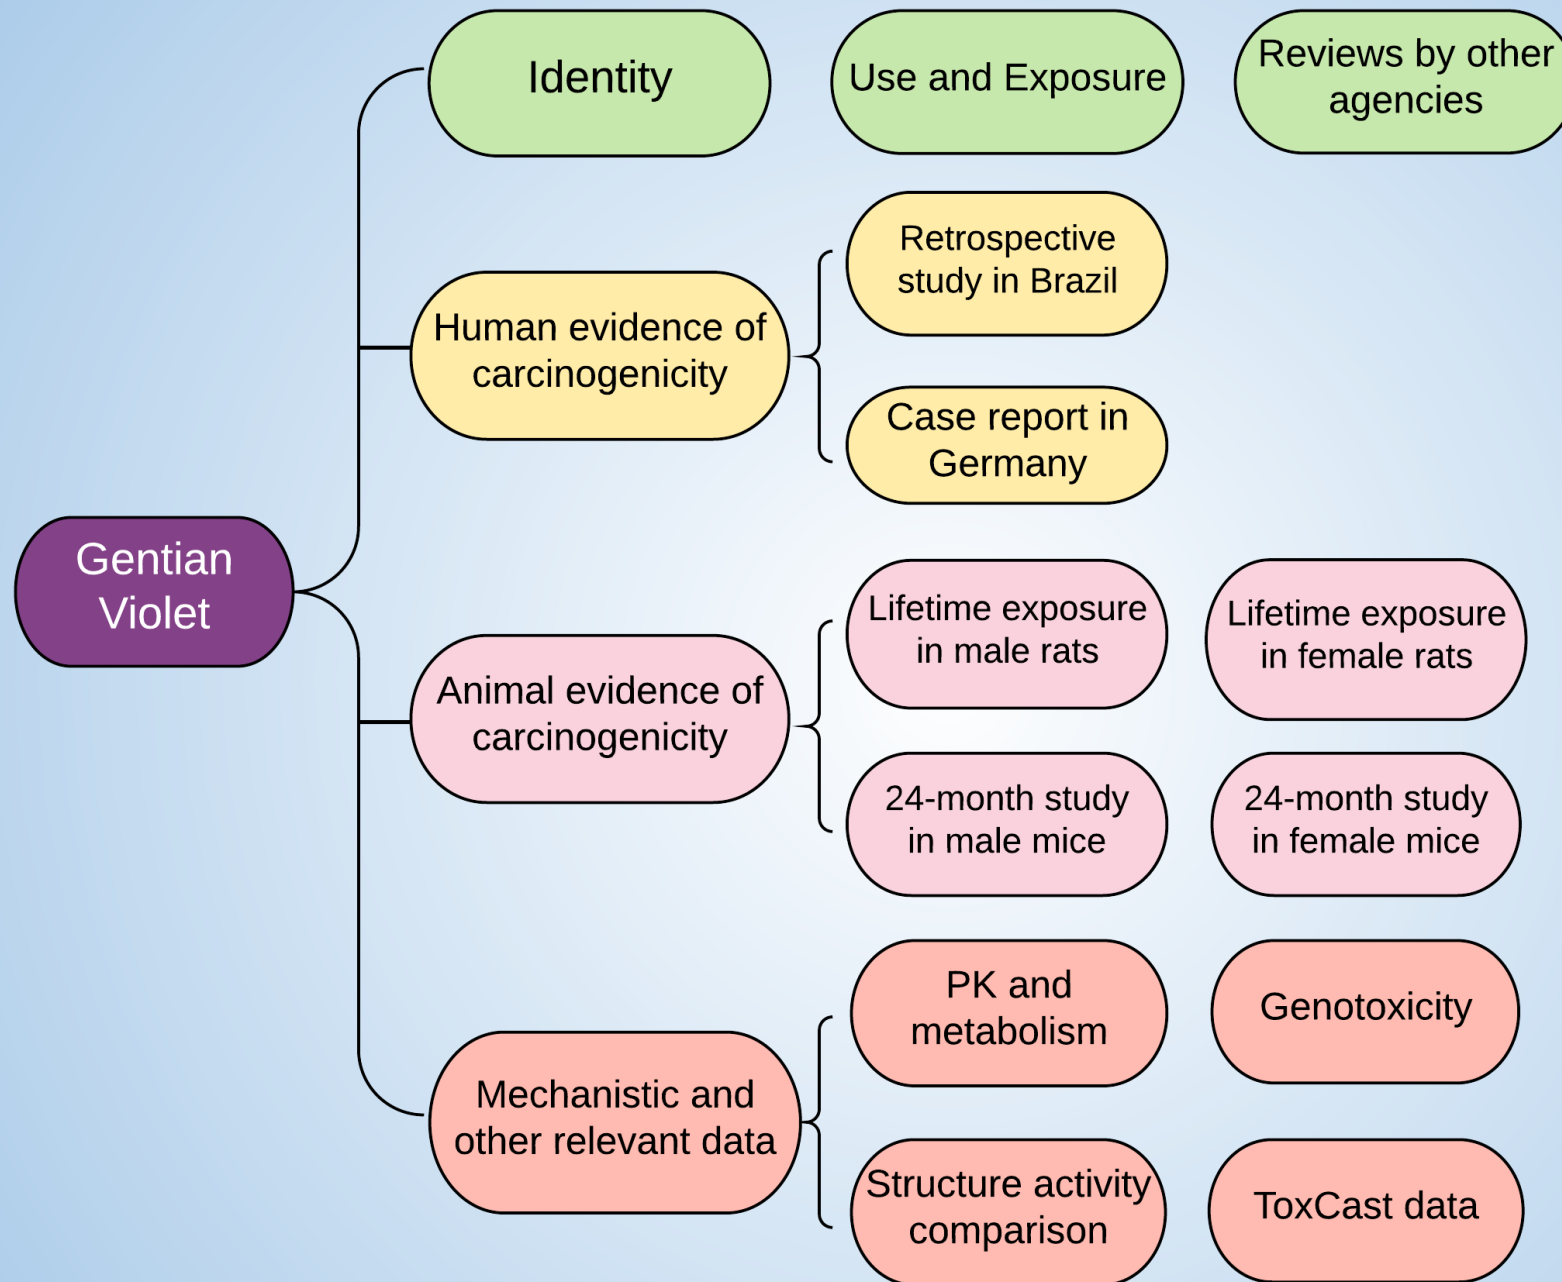 Identity
Use and Exposure
Reviews by other
agencies
Human evidence of
carcinogenicity
Retrospective
study in Brazil
Case report in
Germany
Gentian
Violet
Animal evidence of
carcinogenicity
Lifetime exposure
in male rats
Lifetime exposure
in female rats
24-month study
in male mice
24-month study
in female mice
Mechanistic and
other relevant data
PK and
metabolism
Genotoxicity
Structure activity
comparison
ToxCast data